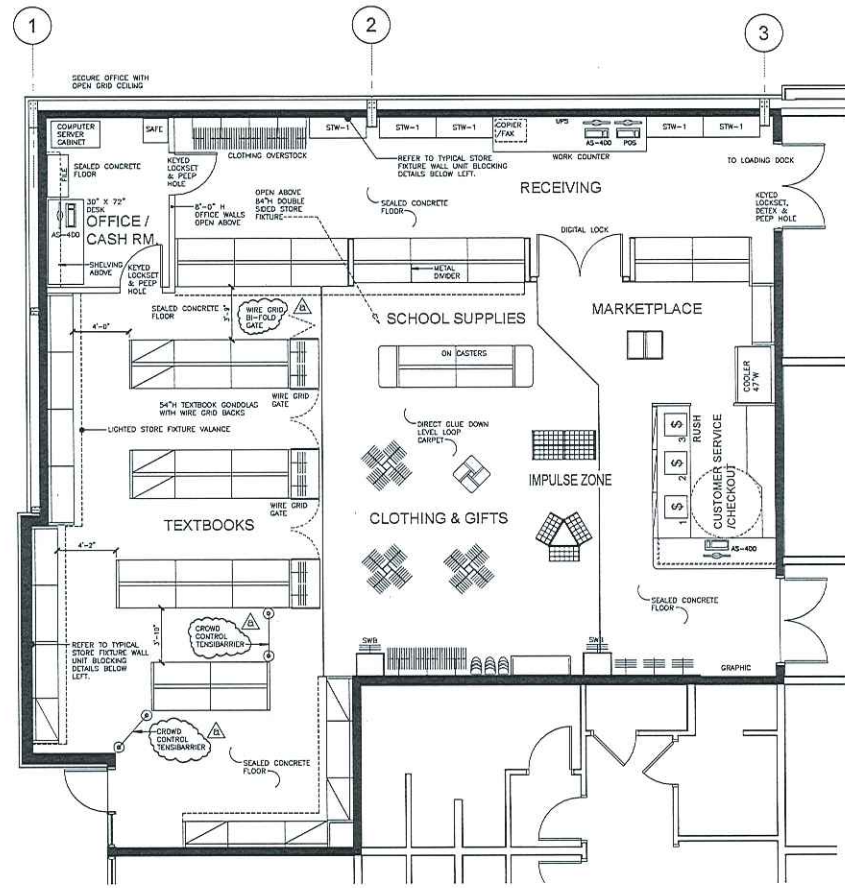 1
2
3
SECURE OFFICE WITH
OPEN GRID CEILING
COMPUTER
SERVER
CABINET
SAFE
STW-1
STW-1
STW-1
COPIER
/FAX
UPS
AS-400
POS
STW-1
STW-1
CLOTHING OVERSTOCK
WORK COUNTER
SEALED CONCRETE
FLOOR
KEYED
LOCKSET
& PEEP
HOLE
REFER TO TYPICAL STORE
FIXTURE WALL UNIT BLOCKING
DETAILS BELOW LEFT.
TO LOADING DOCK
RECEIVING
FILE
30" X 72"
DESK
OFFICE /
CASH RM.
AS-400
SHELVING
ABOVE
8'-0" H
OFFICE WALLS
OPEN ABOVE
OPEN ABOVE
84"H DOUBLE
SIDED STORE
FIXTURE
SEALED CONCRETE
FLOOR
KEYED
LOCKSET,
DETEX &
PEEP HOLE
DIGITAL LOCK
KEYED
LOCKSET
& PEEP
HOLE
METAL
DIVIDER
4'-0"
SEALED CONCRETE
FLOOR
3'-9"
WIRE GRID
BI-FOLD
GATE
SCHOOL SUPPLIES
MARKETPLACE
ON CASTERS
COOLER
47"W
54"H TEXTBOOK GONDOLAS
WITH WIRE GRID BACKS
WIRE GRID
GATE
LIGHTED STORE FIXTURE VALANCE
DIRECT GLUE DOWN
LEVEL LOOP
CARPET
$
3
RUSH
$
2
$
1
CUSTOMER SERVICE
/CHECKOUT
IMPULSE ZONE
WIRE GRID
GATE
TEXTBOOKS
CLOTHING & GIFTS
AS-400
4'-2"
SEALED CONCRETE
FLOOR
3'-10"
CROWD
CONTROL
TENSIBARRIER
REFER TO TYPICAL
STORE FIXTURE WALL
UNIT BLOCKING
DETAILS BELOW
LEFT.
SWB
GRAPHIC
CROWD
CONTROL
TENSIBARRIER
SEALED CONCRETE
FLOOR